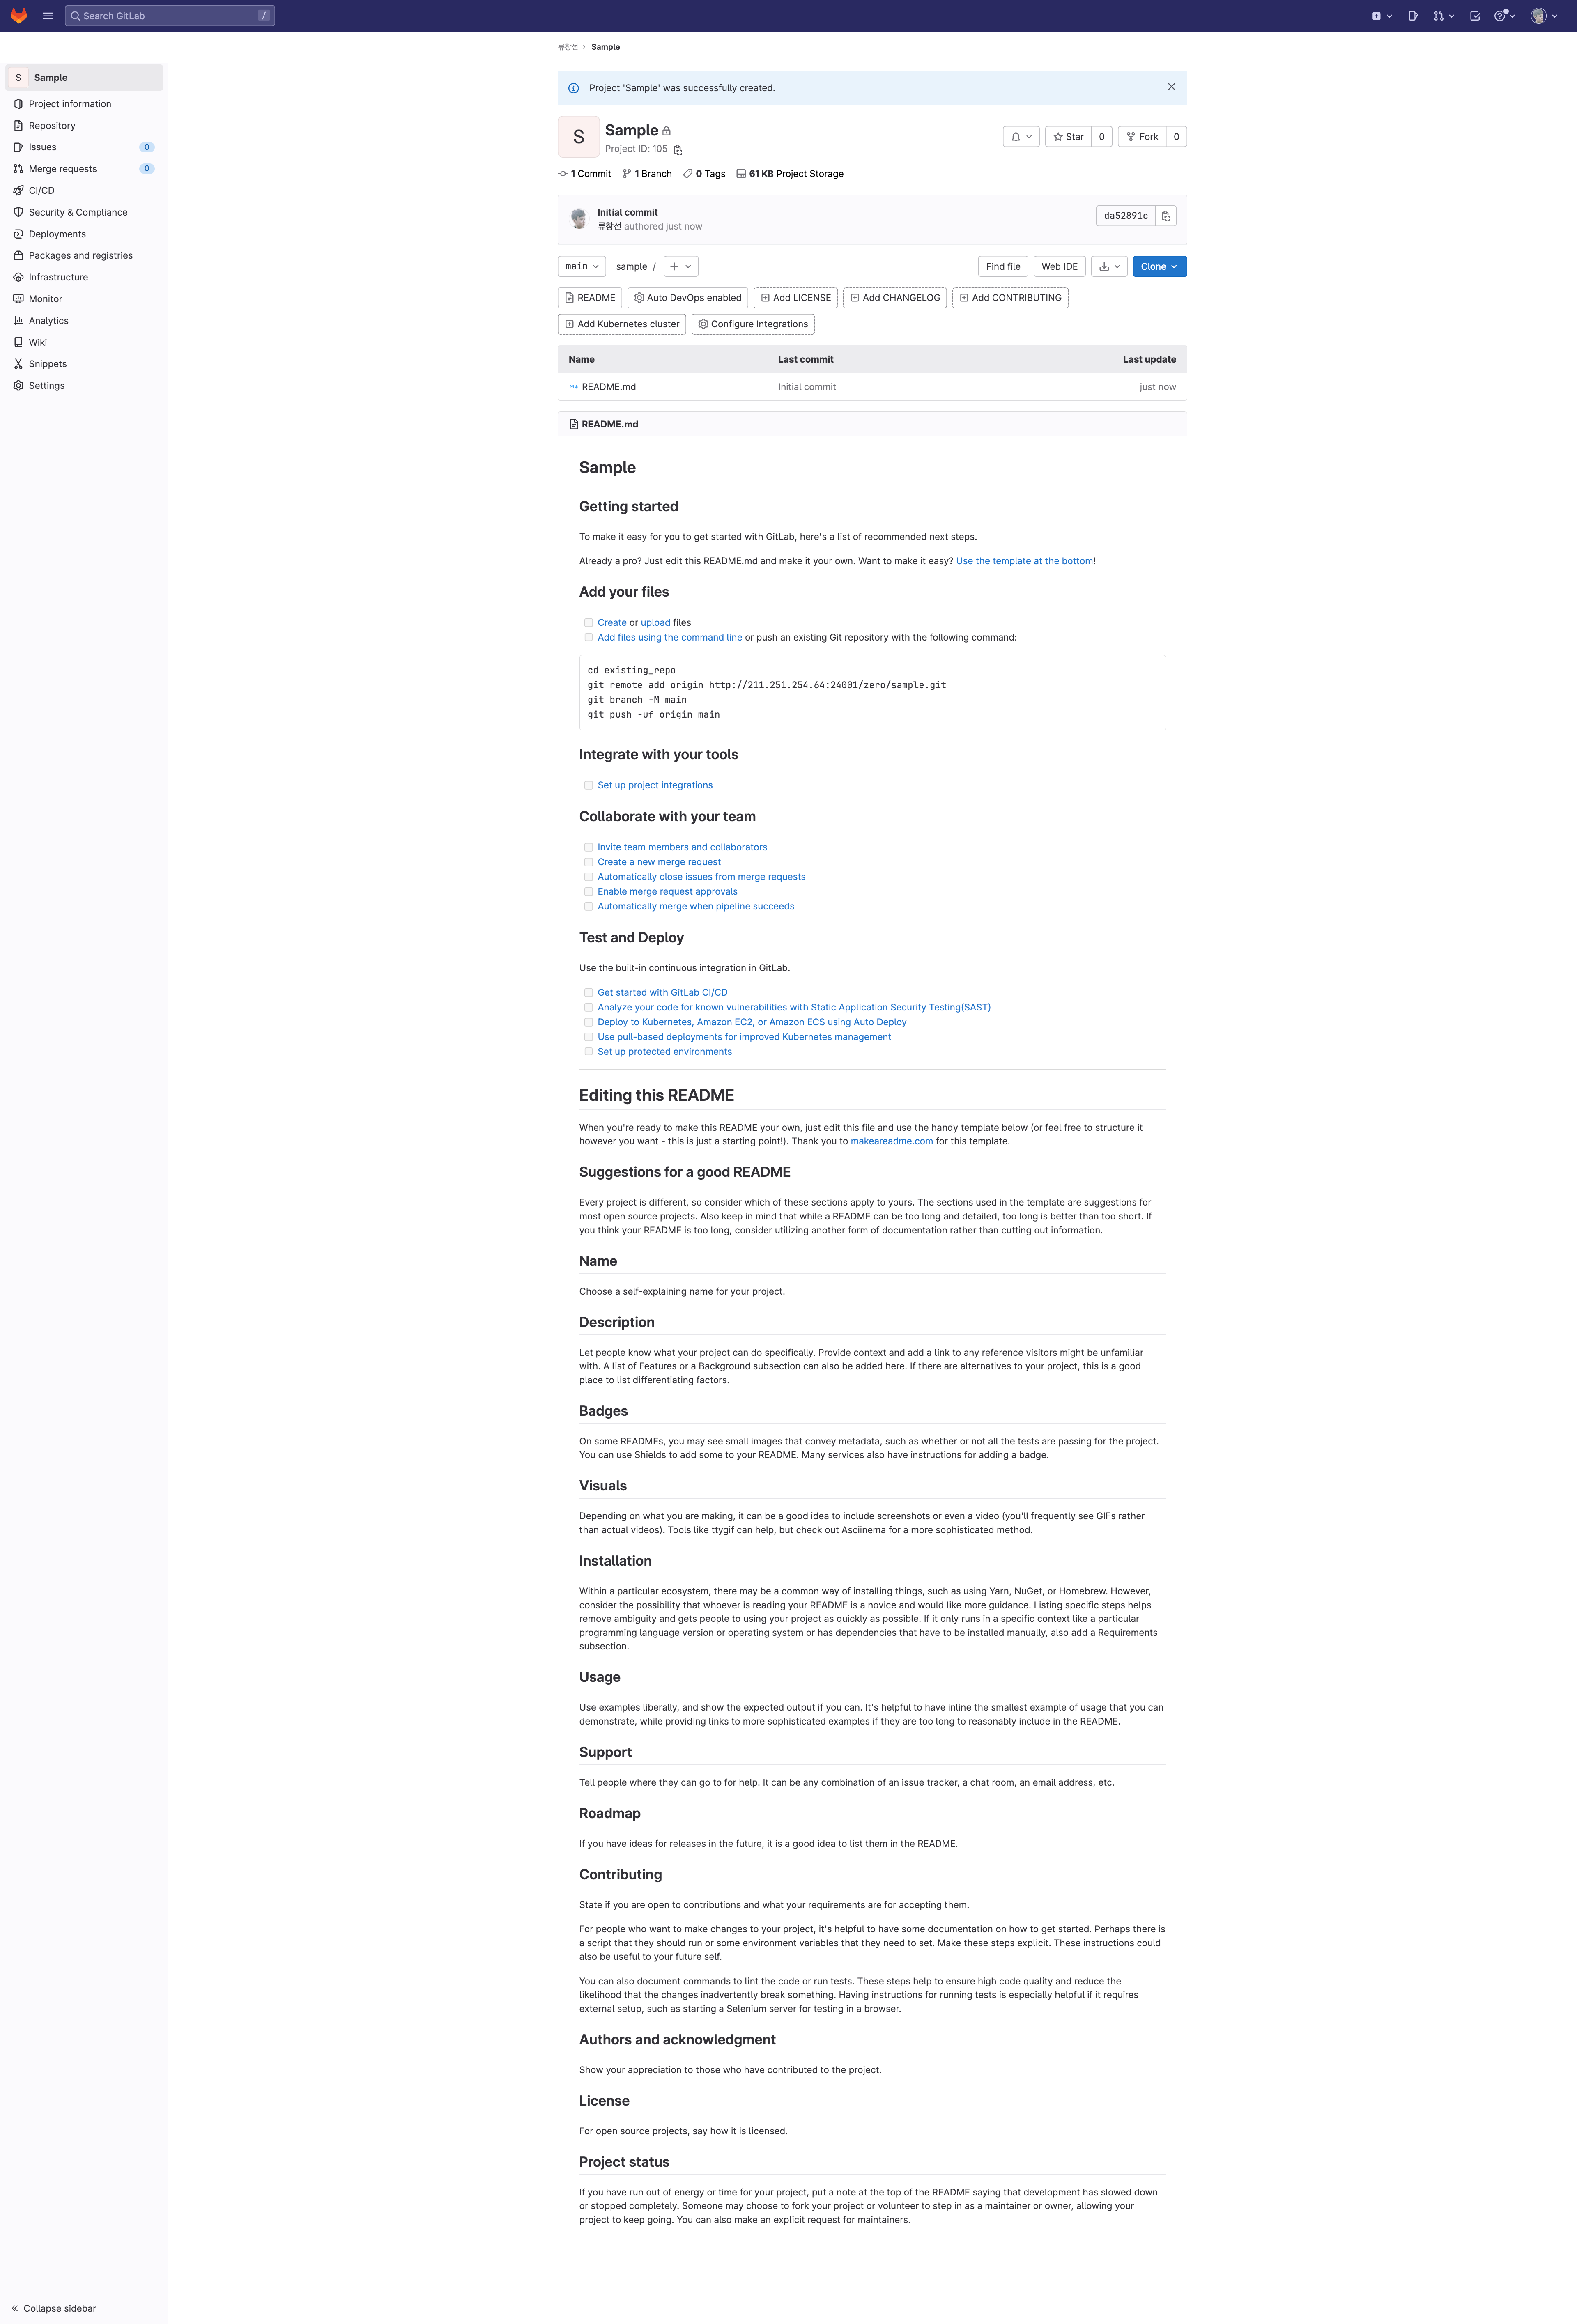 Search GitLab /
류창선 › Sample
S Sample
Project information
Repository
Issues 0
Merge requests 0
CI/CD
Security & Compliance
Deployments
Packages and registries
Infrastructure
Monitor
Analytics
Wiki
Snippets
Settings
Collapse sidebar
Project 'Sample' was successfully created.
S
Sample
Project ID: 105
Star 0 Fork 0
1 Commit 1 Branch 0 Tags 61 KB Project Storage
Initial commit
류창선 authored just now
da52891c
main sample / Find file Web IDE Clone
README Auto DevOps enabled Add LICENSE Add CHANGELOG Add CONTRIBUTING
Add Kubernetes cluster Configure Integrations
Name Last commit Last update
README.md Initial commit just now
README.md
Sample
Getting started
To make it easy for you to get started with GitLab, here's a list of recommended next steps.
Already a pro? Just edit this README.md and make it your own. Want to make it easy? Use the template at the bottom!
Add your files
Create or upload files
Add files using the command line or push an existing Git repository with the following command:
cd existing_repo
git remote add origin http://211.251.254.64:24001/zero/sample.git
git branch -M main
git push -uf origin main
Integrate with your tools
Set up project integrations
Collaborate with your team
Invite team members and collaborators
Create a new merge request
Automatically close issues from merge requests
Enable merge request approvals
Automatically merge when pipeline succeeds
Test and Deploy
Use the built-in continuous integration in GitLab.
Get started with GitLab CI/CD
Analyze your code for known vulnerabilities with Static Application Security Testing(SAST)
Deploy to Kubernetes, Amazon EC2, or Amazon ECS using Auto Deploy
Use pull-based deployments for improved Kubernetes management
Set up protected environments
Editing this README
When you're ready to make this README your own, just edit this file and use the handy template below (or feel free to structure it
however you want - this is just a starting point!). Thank you to makeareadme.com for this template.
Suggestions for a good README
Every project is different, so consider which of these sections apply to yours. The sections used in the template are suggestions for
most open source projects. Also keep in mind that while a README can be too long and detailed, too long is better than too short. If
you think your README is too long, consider utilizing another form of documentation rather than cutting out information.
Name
Choose a self-explaining name for your project.
Description
Let people know what your project can do specifically. Provide context and add a link to any reference visitors might be unfamiliar
with. A list of Features or a Background subsection can also be added here. If there are alternatives to your project, this is a good
place to list differentiating factors.
Badges
On some READMEs, you may see small images that convey metadata, such as whether or not all the tests are passing for the project.
You can use Shields to add some to your README. Many services also have instructions for adding a badge.
Visuals
Depending on what you are making, it can be a good idea to include screenshots or even a video (you'll frequently see GIFs rather
than actual videos). Tools like ttygif can help, but check out Asciinema for a more sophisticated method.
Installation
Within a particular ecosystem, there may be a common way of installing things, such as using Yarn, NuGet, or Homebrew. However,
consider the possibility that whoever is reading your README is a novice and would like more guidance. Listing specific steps helps
remove ambiguity and gets people to using your project as quickly as possible. If it only runs in a specific context like a particular
programming language version or operating system or has dependencies that have to be installed manually, also add a Requirements
subsection.
Usage
Use examples liberally, and show the expected output if you can. It's helpful to have inline the smallest example of usage that you can
demonstrate, while providing links to more sophisticated examples if they are too long to reasonably include in the README.
Support
Tell people where they can go to for help. It can be any combination of an issue tracker, a chat room, an email address, etc.
Roadmap
If you have ideas for releases in the future, it is a good idea to list them in the README.
Contributing
State if you are open to contributions and what your requirements are for accepting them.
For people who want to make changes to your project, it's helpful to have some documentation on how to get started. Perhaps there is
a script that they should run or some environment variables that they need to set. Make these steps explicit. These instructions could
also be useful to your future self.
You can also document commands to lint the code or run tests. These steps help to ensure high code quality and reduce the
likelihood that the changes inadvertently break something. Having instructions for running tests is especially helpful if it requires
external setup, such as starting a Selenium server for testing in a browser.
Authors and acknowledgment
Show your appreciation to those who have contributed to the project.
License
For open source projects, say how it is licensed.
Project status
If you have run out of energy or time for your project, put a note at the top of the README saying that development has slowed down
or stopped completely. Someone may choose to fork your project or volunteer to step in as a maintainer or owner, allowing your
project to keep going. You can also make an explicit request for maintainers.